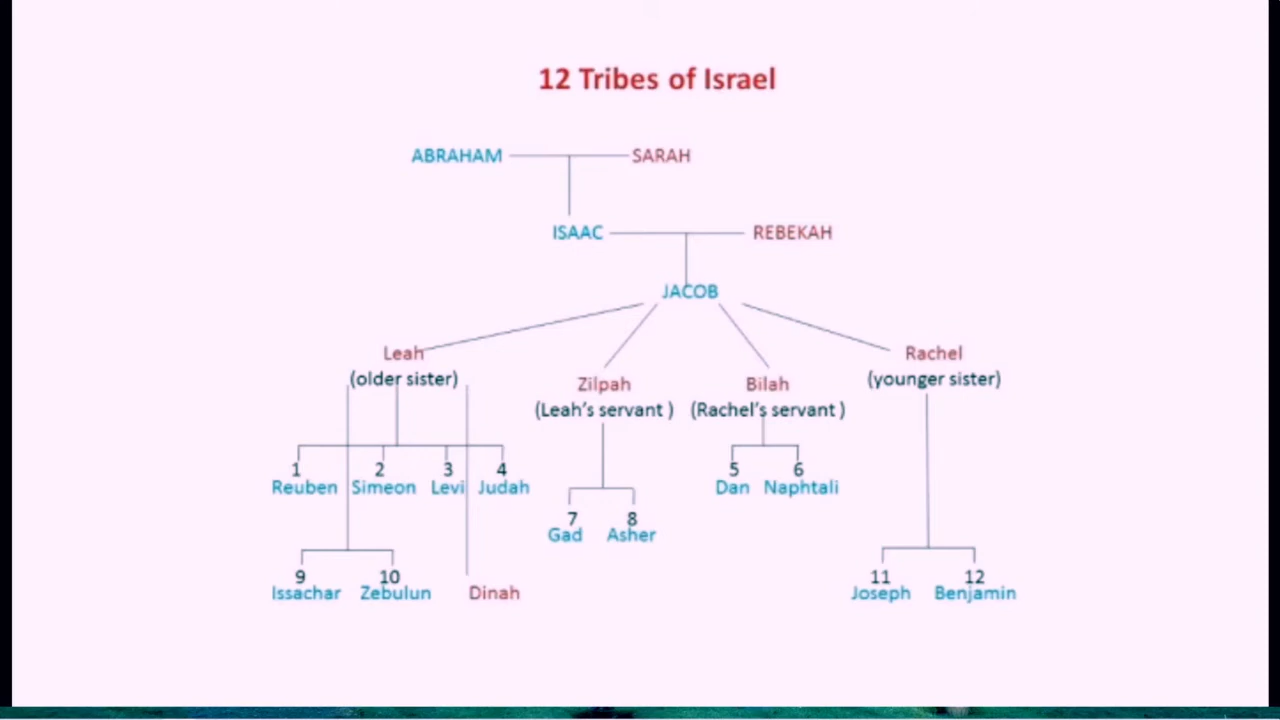 12 Tribes of Israel
ABRAHAM SARAH
ISAAC REBEKAH
JACOB
Leah
(older sister)
Zilpah
(Leah's servant )
Bilah
(Rachel's servant )
Rachel
(younger sister)
1 2 3 4
Reuben Simeon Levi Judah
5 6
Dan Naphtali
7 8
Gad Asher
9 10
Issachar Zebulun Dinah
11 12
Joseph Benjamin